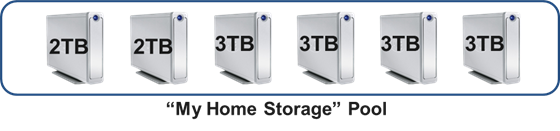 2TB 2TB 3TB 3TB 3TB 3TB
“My Home Storage” Pool